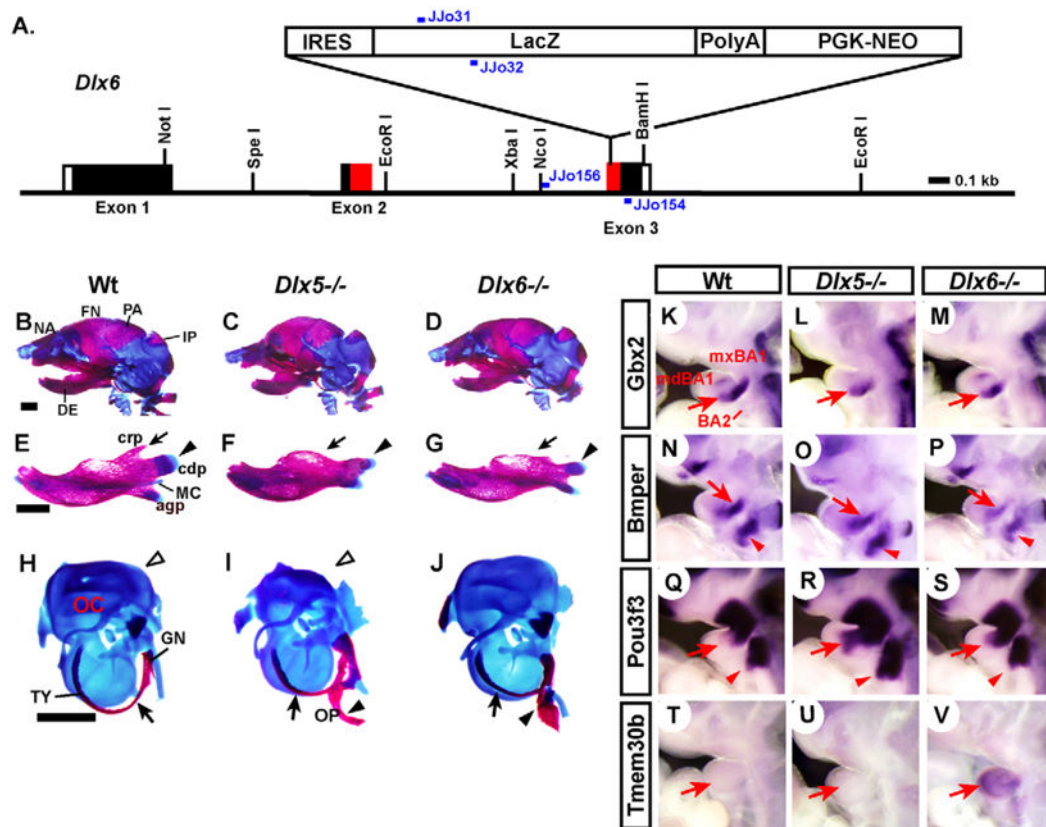 A.
JJo31
IRES LacZ PolyA PGK-NEO
JJo32
Dlx6
Not I
Spe I
EcoR I
Xba I
Nco I
BamH I
EcoR I
JJo156
JJo154
0.1 kb
Exon 1
Exon 2
Exon 3
Wt Dlx5-/- Dlx6-/-
B NA FN PA IP DE
C
D
E crp cdp MC agp
F
G
H OC GN TY
I OP
J
Wt Dlx5-/- Dlx6-/-
Gbx2
K mxBA1 mdBA1 BA2
L
M
Bmper
N
O
P
Pou3f3
Q
R
S
Tmem30b
T
U
V